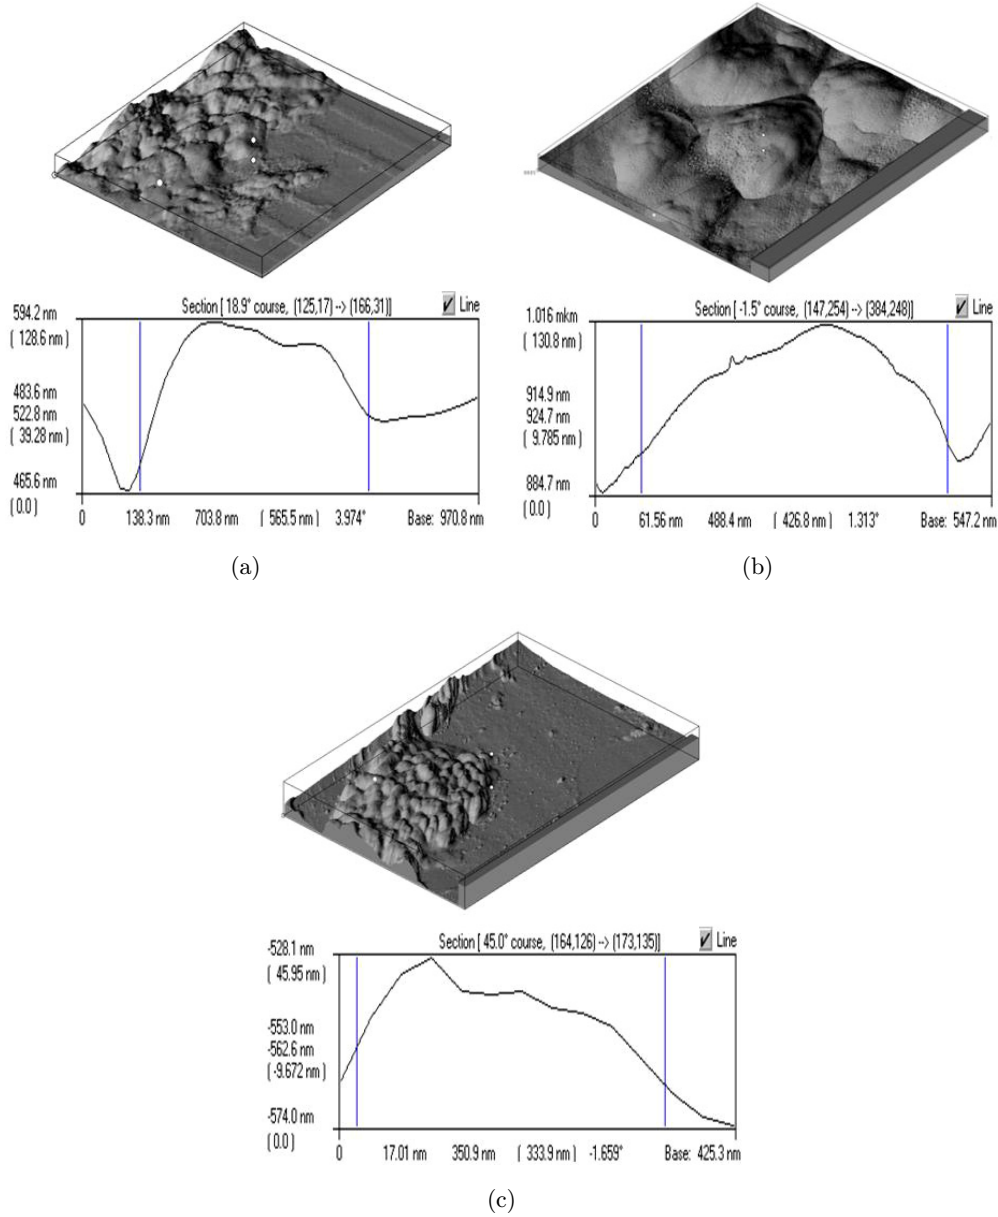 Section [ 18.9° course, (125,17) --> (166,31)]
Line
594.2 nm
( 128.6 nm )
483.6 nm
522.8 nm
( 39.28 nm )
465.6 nm
( 0.0 )
0 138.3 nm 703.8 nm ( 565.5 nm ) 3.974° Base: 970.8 nm
(a)
Section [ -1.5° course, (147,254) --> (384,248)]
Line
1.016 mkm
( 130.8 nm )
914.9 nm
924.7 nm
( 9.785 nm )
884.7 nm
( 0.0 )
0 61.56 nm 488.4 nm ( 426.8 nm ) 1.313° Base: 547.2 nm
(b)
Section [ 45.0° course, (164,126) --> (173,135)]
Line
-528.1 nm
( 45.95 nm )
-553.0 nm
-562.6 nm
( -9.672 nm )
-574.0 nm
( 0.0 )
0 17.01 nm 350.9 nm ( 333.9 nm ) -1.659° Base: 425.3 nm
(c)